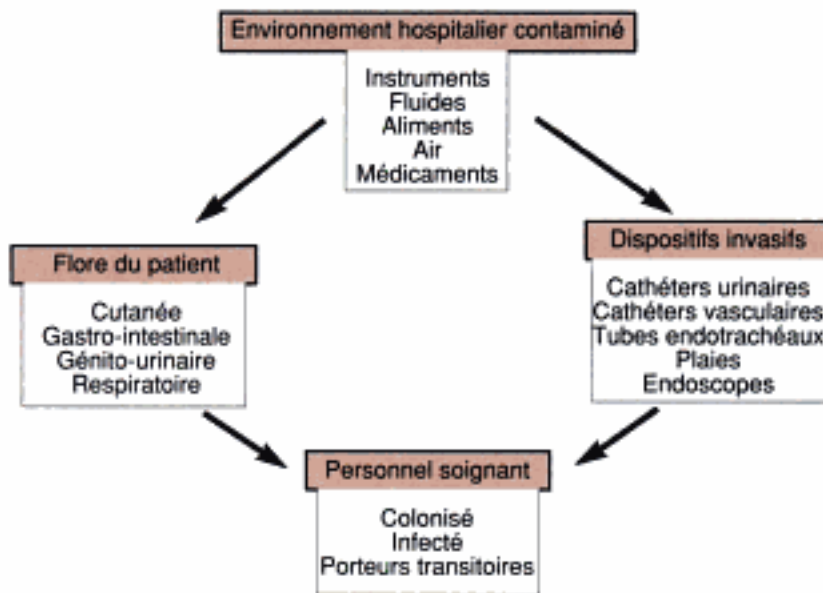 Environnement hospitalier contaminé
Instruments
Fluides
Aliments
Air
Médicaments
Flore du patient
Cutanée
Gastro-intestinale
Génito-urinaire
Respiratoire
Dispositifs invasifs
Cathéters urinaires
Cathéters vasculaires
Tubes endotrachéaux
Plaies
Endoscopes
Personnel soignant
Colonisé
Infecté
Porteurs transitoires